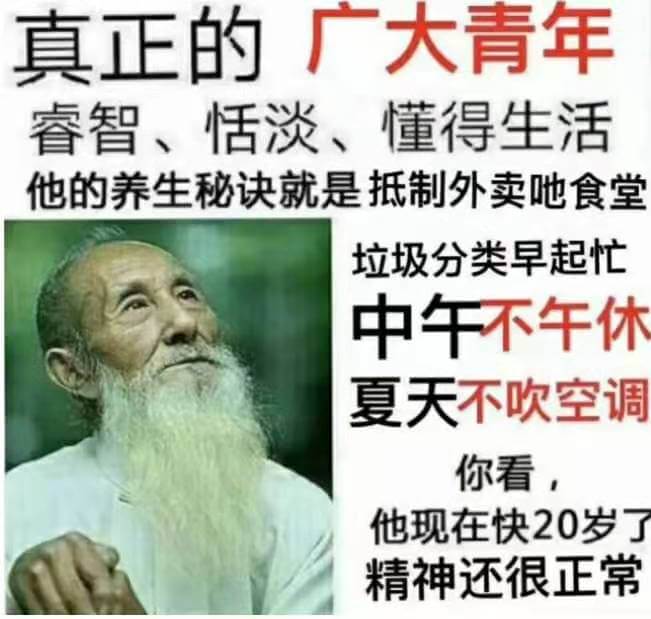 真正的 广大青年
睿智、恬淡、懂得生活
他的养生秘诀就是抵制外卖吔食堂
垃圾分类早起忙
中午不午休
夏天不吹空调
你看，
他现在快20岁了
精神还很正常